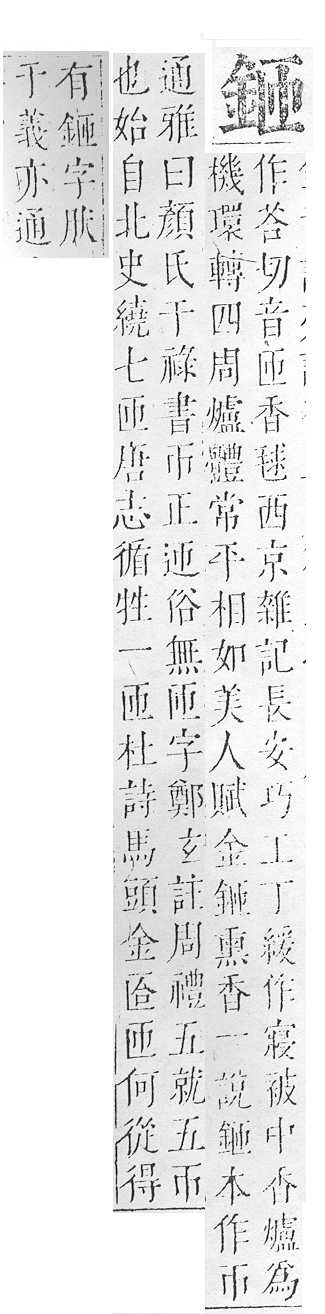 鉔
作荅切音匝香毬西京雜記長安巧工丁緩作寢被中香爐爲
機環轉四周爐體常平相如美人賦金鉔熏香一說鉔本作帀
通雅曰顏氏干祿書帀正迊俗無匝字鄭玄註周禮五就五帀
也始自北史繞七匝唐志循牲一匝杜詩馬頭金匼匝何從得
有鉔字肰
于義亦通